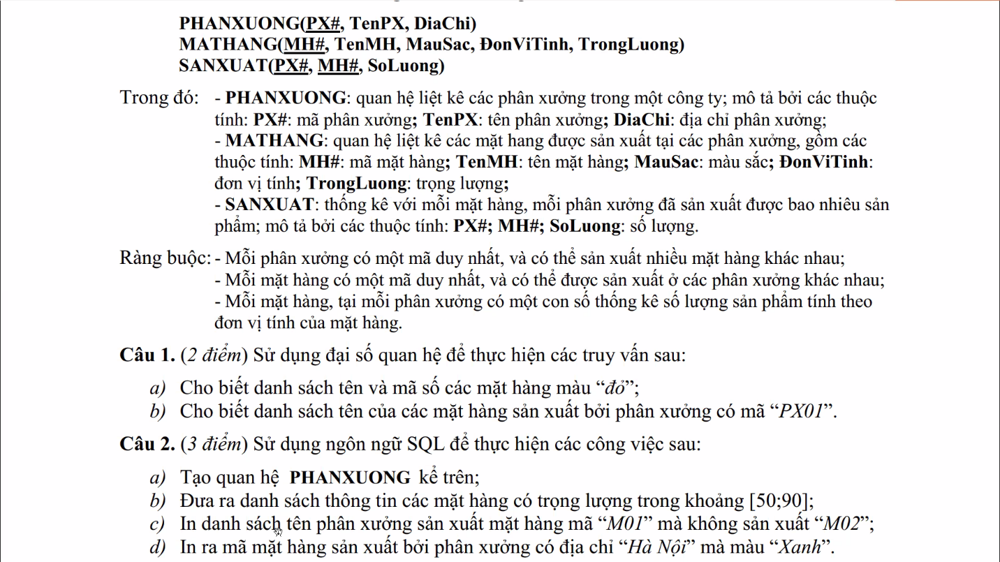 PHANXUONG(PX#, TenPX, DiaChi)
MATHANG(MH#, TenMH, MauSac, ĐonViTinh, TrongLuong)
SANXUAT(PX#, MH#, SoLuong)
Trong đó: - PHANXUONG: quan hệ liệt kê các phân xưởng trong một công ty; mô tả bởi các thuộc
tính: PX#: mã phân xưởng; TenPX: tên phân xưởng; DiaChi: địa chỉ phân xưởng;
- MATHANG: quan hệ liệt kê các mặt hang được sản xuất tại các phân xưởng, gồm các
thuộc tính: MH#: mã mặt hàng; TenMH: tên mặt hàng; MauSac: màu sắc; ĐonViTinh:
đơn vị tính; TrongLuong: trọng lượng;
- SANXUAT: thống kê với mỗi mặt hàng, mỗi phân xưởng đã sản xuất được bao nhiêu sản
phẩm; mô tả bởi các thuộc tính: PX#; MH#; SoLuong: số lượng.
Ràng buộc: - Mỗi phân xưởng có một mã duy nhất, và có thể sản xuất nhiều mặt hàng khác nhau;
- Mỗi mặt hàng có một mã duy nhất, và có thể được sản xuất ở các phân xưởng khác nhau;
- Mỗi mặt hàng, tại mỗi phân xưởng có một con số thống kê số lượng sản phẩm tính theo
đơn vị tính của mặt hàng.
Câu 1. (2 điểm) Sử dụng đại số quan hệ để thực hiện các truy vấn sau:
a) Cho biết danh sách tên và mã số các mặt hàng màu “đỏ”;
b) Cho biết danh sách tên của các mặt hàng sản xuất bởi phân xưởng có mã “PX01”.
Câu 2. (3 điểm) Sử dụng ngôn ngữ SQL để thực hiện các công việc sau:
a) Tạo quan hệ PHANXUONG kể trên;
b) Đưa ra danh sách thông tin các mặt hàng có trọng lượng trong khoảng [50;90];
c) In danh sách tên phân xưởng sản xuất mặt hàng mã “M01” mà không sản xuất “M02”;
d) In ra mã mặt hàng sản xuất bởi phân xưởng có địa chỉ “Hà Nội” mà màu “Xanh”.